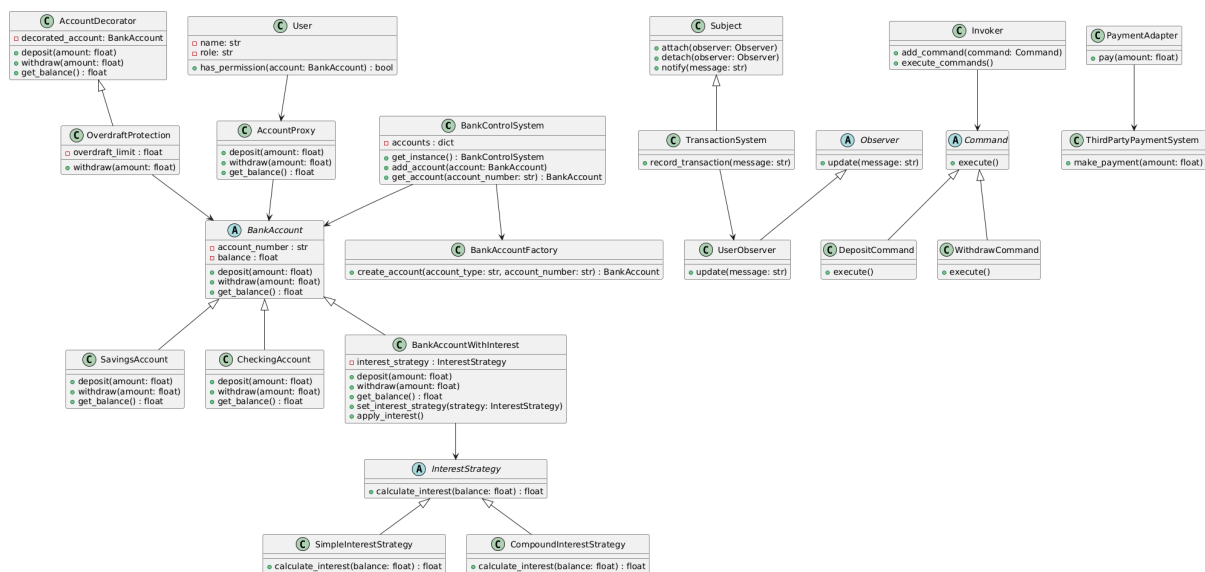 C AccountDecorator
decorated_account: BankAccount
deposit(amount: float)
withdraw(amount: float)
get_balance() : float
C User
name: str
role: str
has_permission(account: BankAccount) : bool
C Subject
attach(observer: Observer)
detach(observer: Observer)
notify(message: str)
C Invoker
add_command(command: Command)
execute_commands()
C PaymentAdapter
pay(amount: float)
C OverdraftProtection
overdraft_limit : float
withdraw(amount: float)
C AccountProxy
deposit(amount: float)
withdraw(amount: float)
get_balance() : float
C BankControlSystem
accounts : dict
get_instance() : BankControlSystem
add_account(account: BankAccount)
get_account(account_number: str) : BankAccount
C TransactionSystem
record_transaction(message: str)
A Observer
update(message: str)
A Command
execute()
C ThirdPartyPaymentSystem
make_payment(amount: float)
A BankAccount
account_number : str
balance : float
deposit(amount: float)
withdraw(amount: float)
get_balance() : float
C BankAccountFactory
create_account(account_type: str, account_number: str) : BankAccount
C UserObserver
update(message: str)
C DepositCommand
execute()
C WithdrawCommand
execute()
C SavingsAccount
deposit(amount: float)
withdraw(amount: float)
get_balance() : float
C CheckingAccount
deposit(amount: float)
withdraw(amount: float)
get_balance() : float
C BankAccountWithInterest
interest_strategy : InterestStrategy
deposit(amount: float)
withdraw(amount: float)
get_balance() : float
set_interest_strategy(strategy: InterestStrategy)
apply_interest()
A InterestStrategy
calculate_interest(balance: float) : float
C SimpleInterestStrategy
calculate_interest(balance: float) : float
C CompoundInterestStrategy
calculate_interest(balance: float) : float